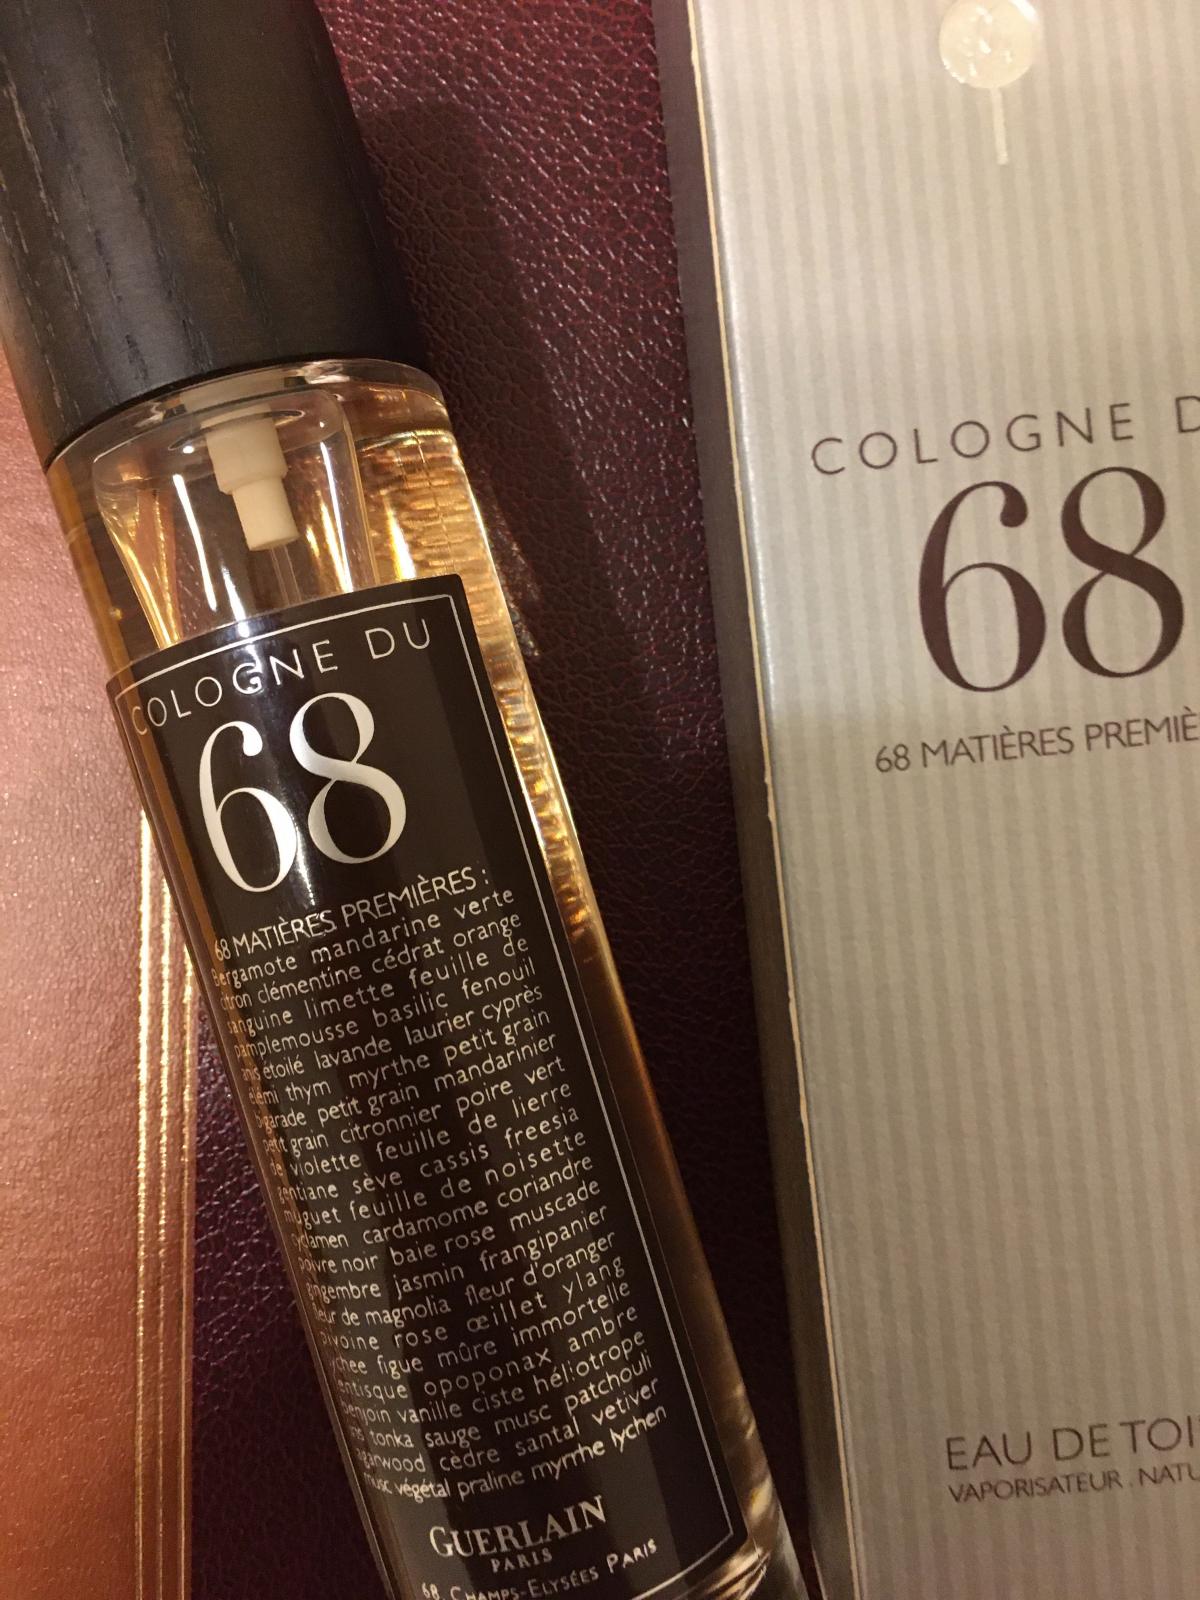 COLOGNE DU
68
68 MATIÈRES PREMIÈRES :
Bergamote mandarine verte
citron clémentine cédrat orange
sanguine limette feuille de
pamplemousse basilic fenouil
anis étoilé lavande laurier cyprès
élémi thym myrthe petit grain
bigarade petit grain mandarinier
petit grain citronnier poire vert
de violette feuille de lierre
gentiane sève cassis freesia
muguet feuille de noisette
cyclamen cardamome coriandre
poivre noir baie rose muscade
gingembre jasmin frangipanier
fleur de magnolia fleur d'oranger
pivoine rose œillet ylang
lychee figue mûre immortelle
lentisque opoponax ambre
benjoin vanille ciste héliotrope
tonka sauge musc patchouli
agarwood cèdre santal vetiver
musc végétal praline myrrhe lychen
GUERLAIN
PARIS
68, CHAMPS-ELYSÉES PARIS
COLOGNE D
68
68 MATIÈRES PREMIÈ
EAU DE TOI
VAPORISATEUR . NATU